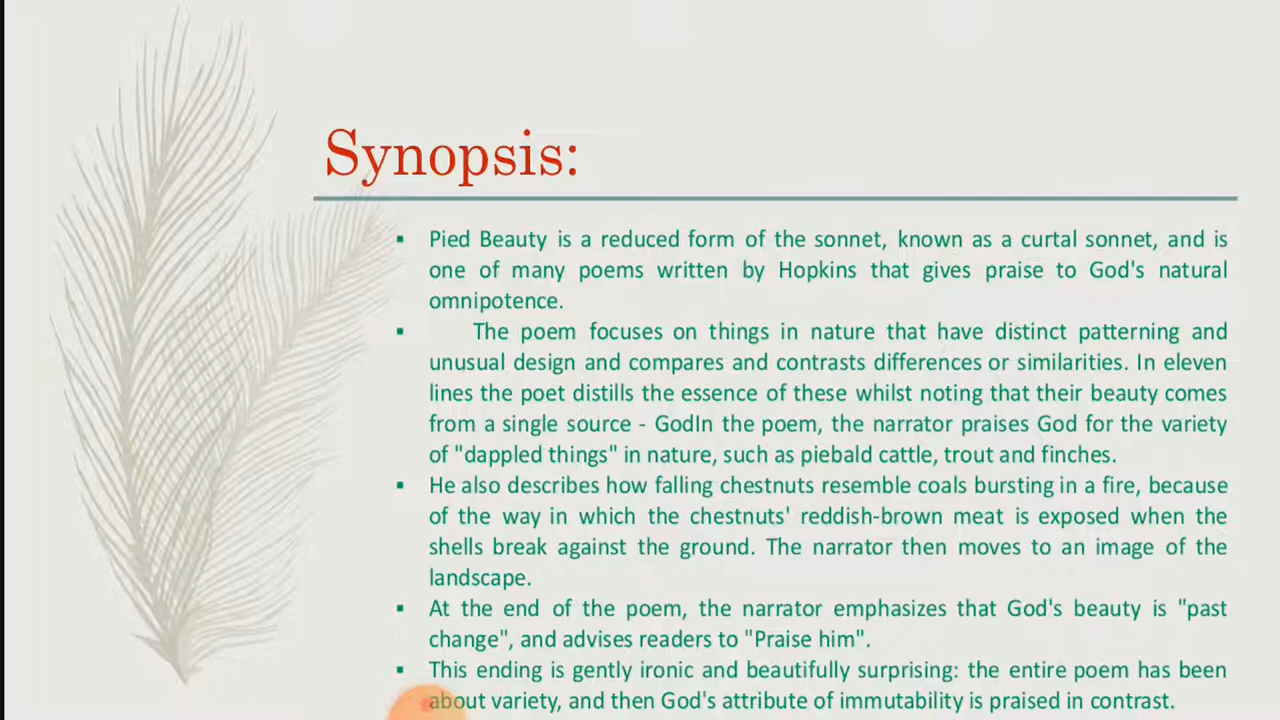 Synopsis:
▪ Pied Beauty is a reduced form of the sonnet, known as a curtal sonnet, and is
one of many poems written by Hopkins that gives praise to God's natural
omnipotence.
▪ The poem focuses on things in nature that have distinct patterning and
unusual design and compares and contrasts differences or similarities. In eleven
lines the poet distills the essence of these whilst noting that their beauty comes
from a single source - GodIn the poem, the narrator praises God for the variety
of "dappled things" in nature, such as piebald cattle, trout and finches.
▪ He also describes how falling chestnuts resemble coals bursting in a fire, because
of the way in which the chestnuts' reddish-brown meat is exposed when the
shells break against the ground. The narrator then moves to an image of the
landscape.
▪ At the end of the poem, the narrator emphasizes that God's beauty is "past
change", and advises readers to "Praise him".
▪ This ending is gently ironic and beautifully surprising: the entire poem has been
about variety, and then God's attribute of immutability is praised in contrast.